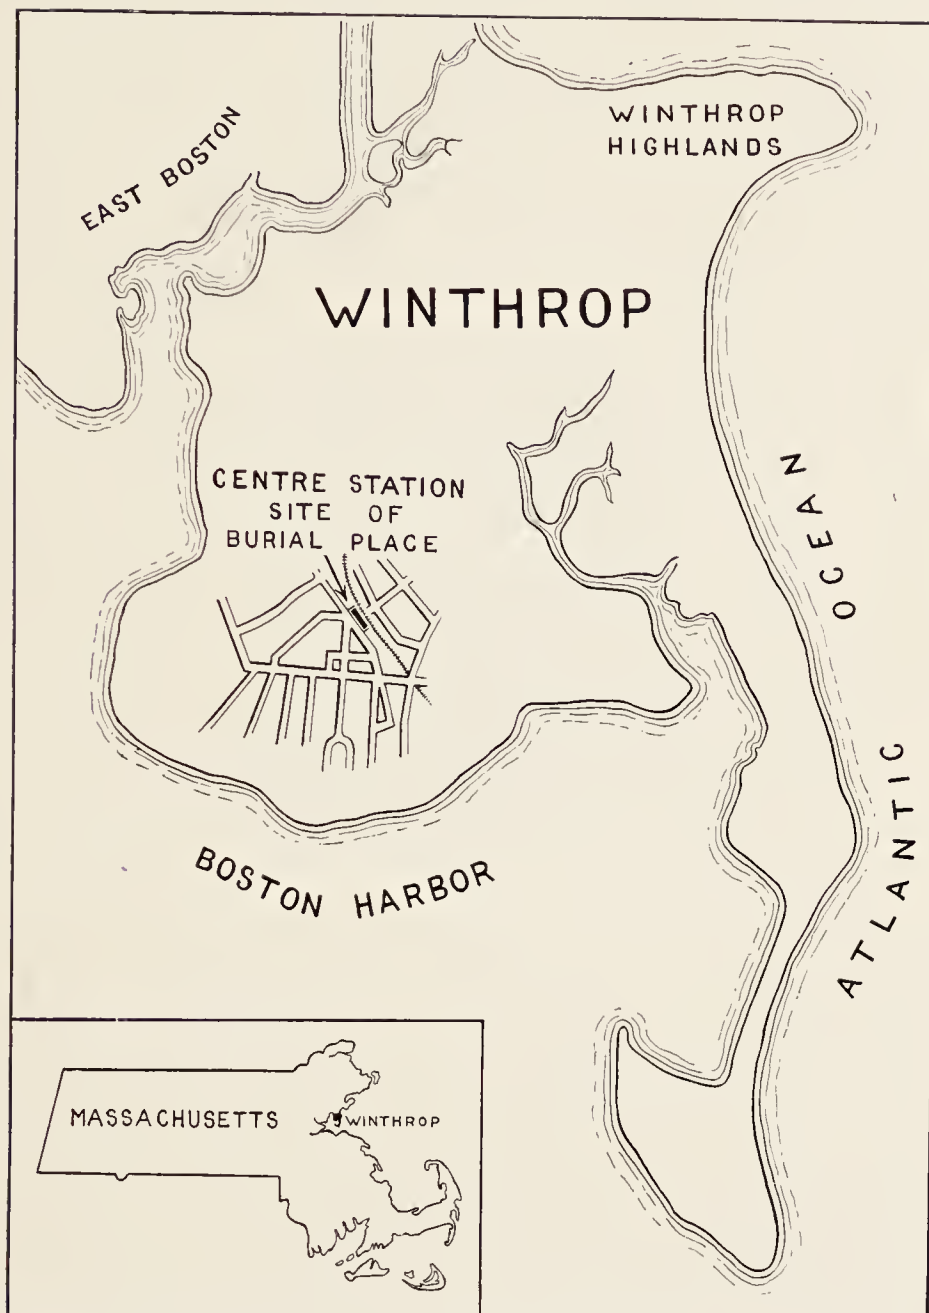 EAST BOSTON
WINTHROP
HIGHLANDS
WINTHROP
CENTRE STATION
SITE OF
BURIAL PLACE
ATLANTIC OCEAN
BOSTON HARBOR
MASSACHUSETTS
WINTHROP